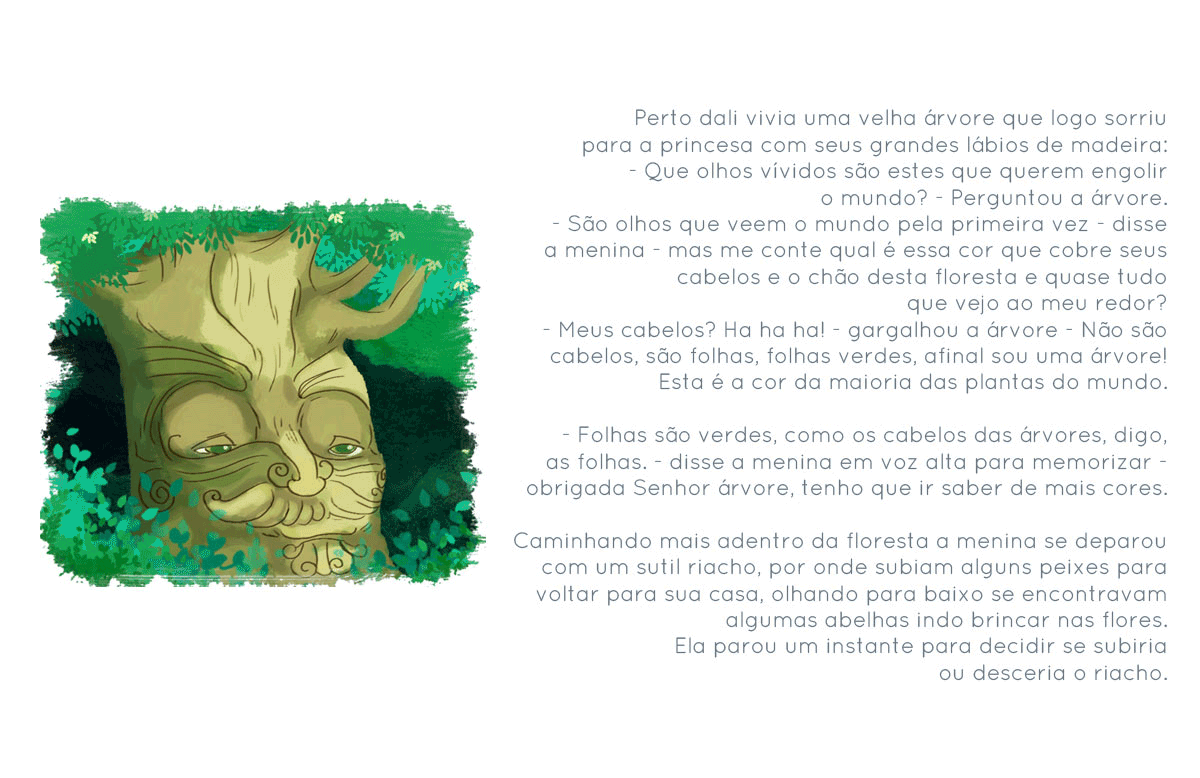 Perto dali vivia uma velha árvore que logo sorriu
para a princesa com seus grandes lábios de madeira:
- Que olhos vívidos são estes que querem engolir
o mundo? - Perguntou a árvore.
- São olhos que veem o mundo pela primeira vez - disse
a menina - mas me conte qual é essa cor que cobre seus
cabelos e o chão desta floresta e quase tudo
que vejo ao meu redor?
- Meus cabelos? Ha ha ha! - gargalhou a árvore - Não são
cabelos, são folhas, folhas verdes, afinal sou uma árvore!
Esta é a cor da maioria das plantas do mundo.
- Folhas são verdes, como os cabelos das árvores, digo,
as folhas. - disse a menina em voz alta para memorizar -
obrigada Senhor árvore, tenho que ir saber de mais cores.
Caminhando mais adentro da floresta a menina se deparou
com um sutil riacho, por onde subiam alguns peixes para
voltar para sua casa, olhando para baixo se encontravam
algumas abelhas indo brincar nas flores.
Ela parou um instante para decidir se subiria
ou desceria o riacho.